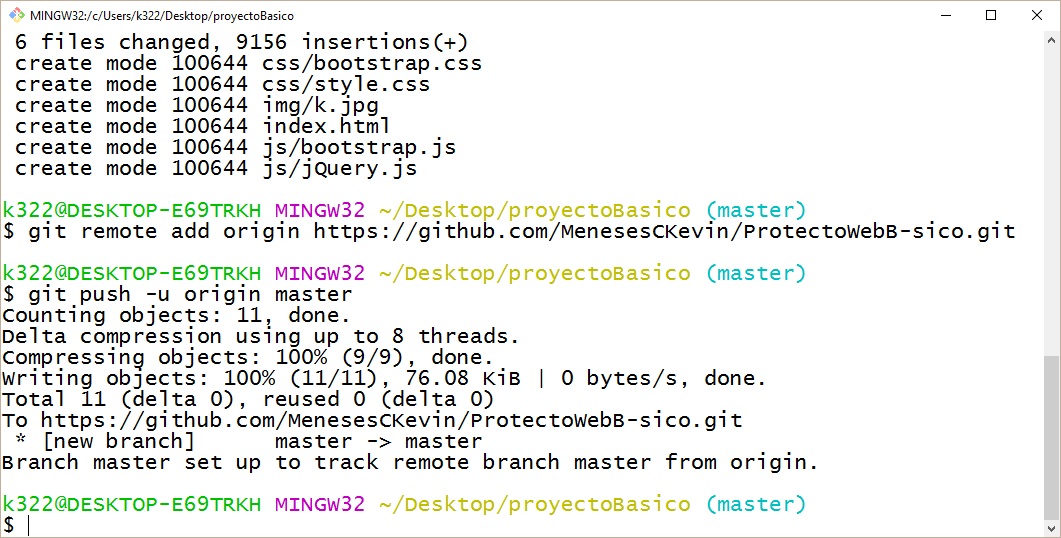 MINGW32:/c/Users/k322/Desktop/proyectoBasico
6 files changed, 9156 insertions(+)
create mode 100644 css/bootstrap.css
create mode 100644 css/style.css
create mode 100644 img/k.jpg
create mode 100644 index.html
create mode 100644 js/bootstrap.js
create mode 100644 js/jQuery.js
k322@DESKTOP-E69TRKH MINGW32 ~/Desktop/proyectoBasico (master)
$ git remote add origin https://github.com/MenesesCKevin/ProtectoWebB-sico.git
k322@DESKTOP-E69TRKH MINGW32 ~/Desktop/proyectoBasico (master)
$ git push -u origin master
Counting objects: 11, done.
Delta compression using up to 8 threads.
Compressing objects: 100% (9/9), done.
Writing objects: 100% (11/11), 76.08 KiB | 0 bytes/s, done.
Total 11 (delta 0), reused 0 (delta 0)
To https://github.com/MenesesCKevin/ProtectoWebB-sico.git
* [new branch]      master -> master
Branch master set up to track remote branch master from origin.
k322@DESKTOP-E69TRKH MINGW32 ~/Desktop/proyectoBasico (master)
$